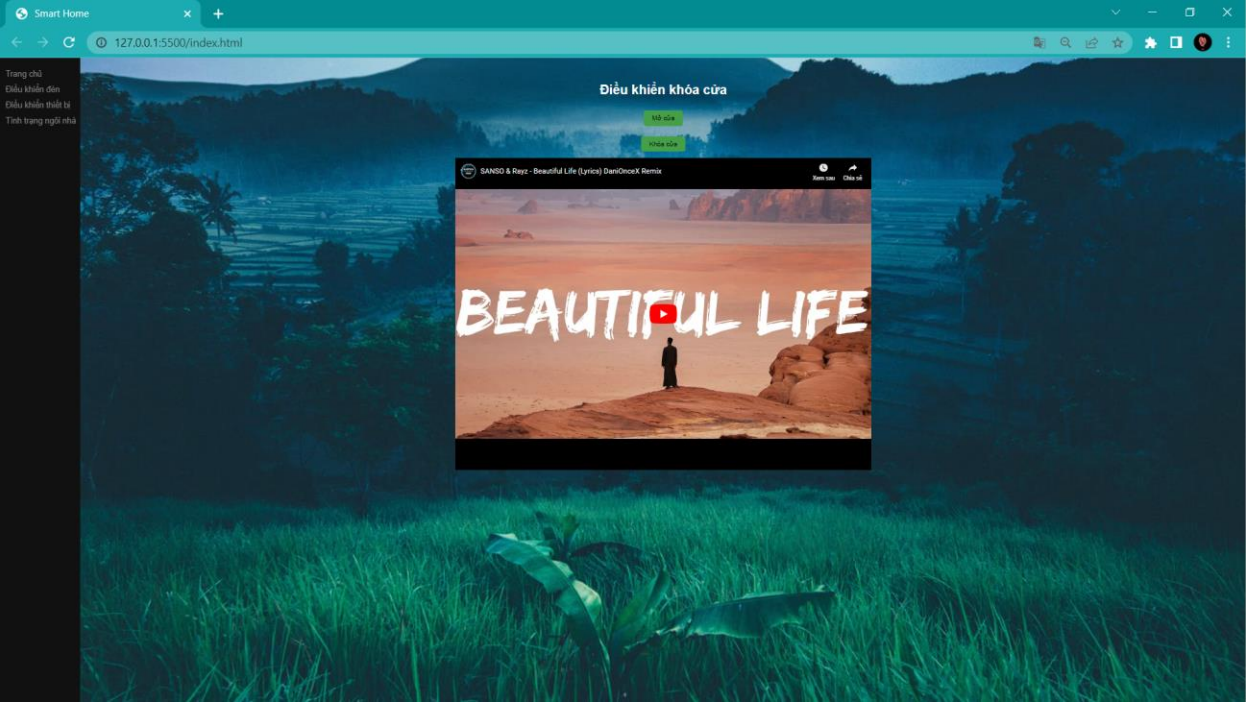 Smart Home
127.0.0.1:5500/index.html
Trang chủ
Điều khiển đèn
Điều khiển thiết bị
Tình trạng ngôi nhà
Điều khiển khóa cửa
Mở cửa
Khóa cửa
SANSO & Rayz - Beautiful Life (Lyrics) DaniOnceX Remix
Xem sau
Chia sẻ
BEAUTIFUL LIFE